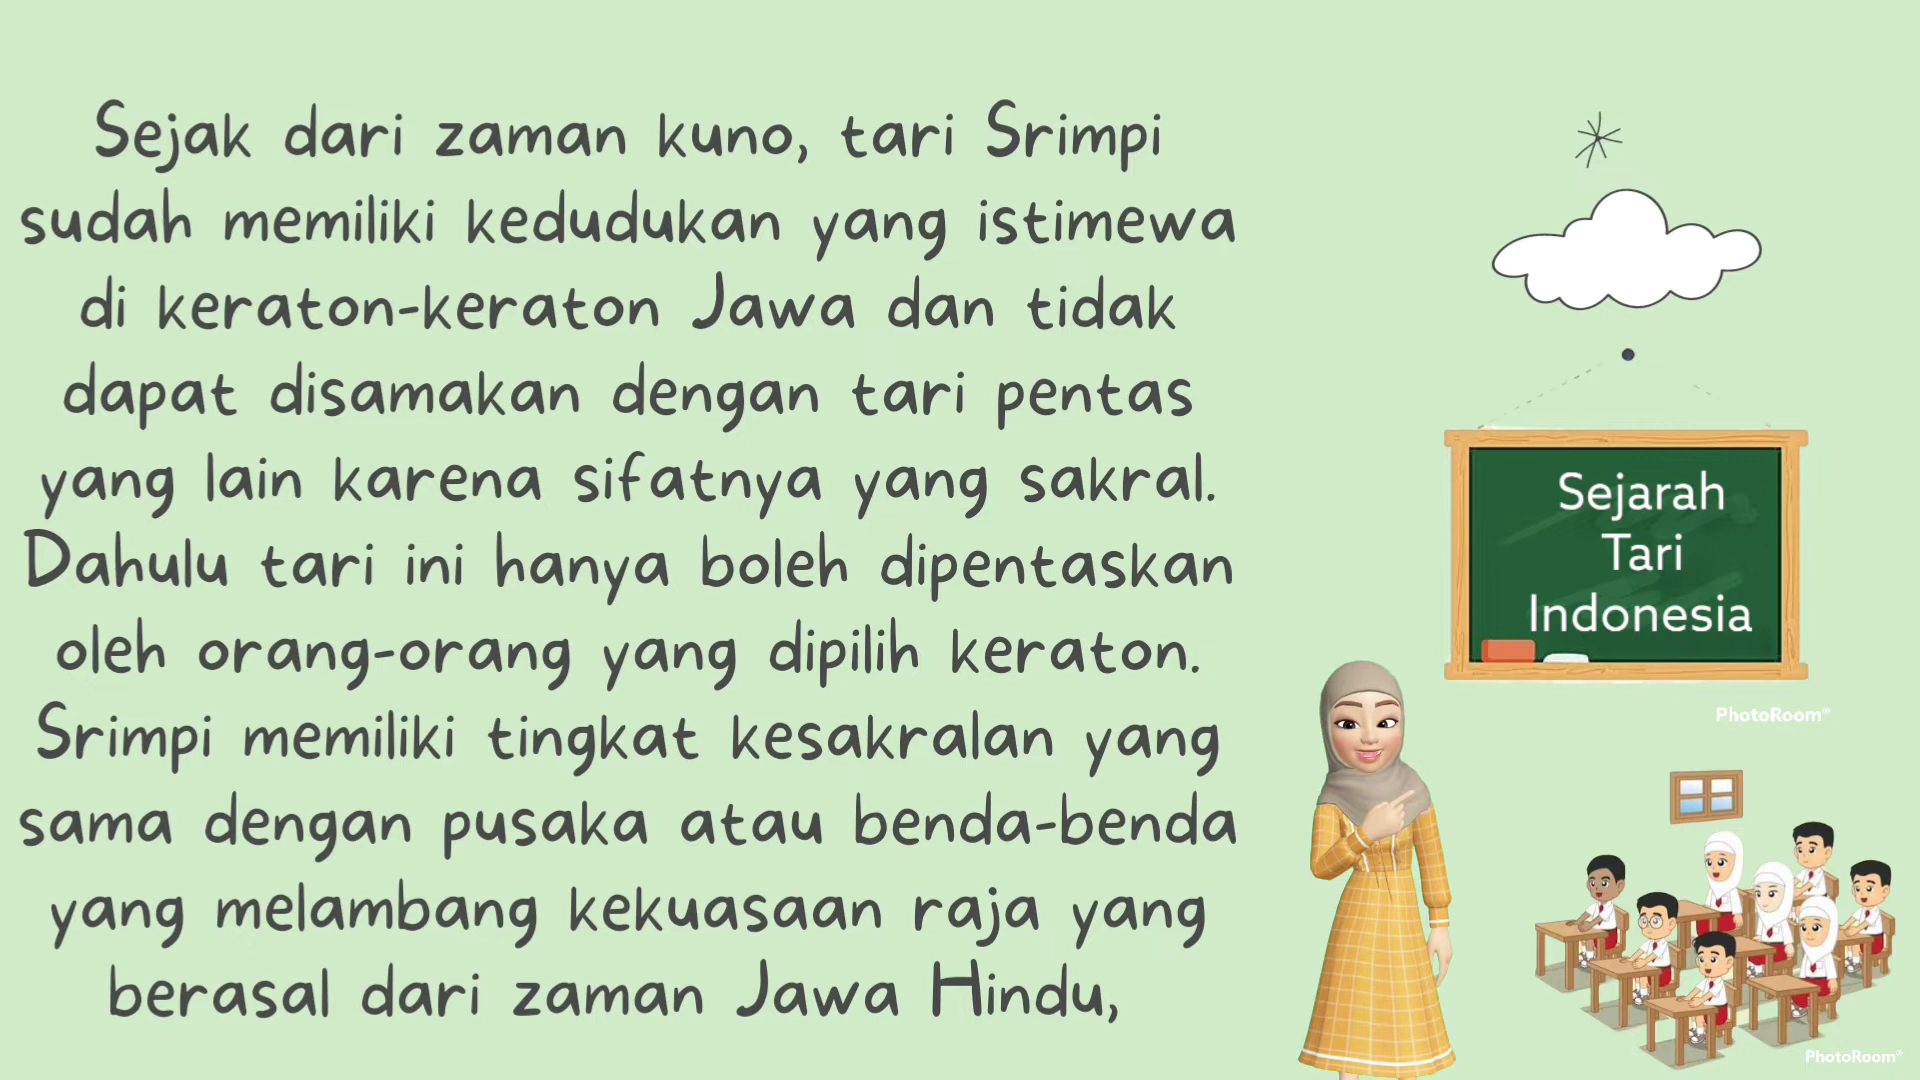 Sejak dari zaman kuno, tari Srimpi
sudah memiliki kedudukan yang istimewa
di keraton-keraton Jawa dan tidak
dapat disamakan dengan tari pentas
yang lain karena sifatnya yang sakral.
Dahulu tari ini hanya boleh dipentaskan
oleh orang-orang yang dipilih keraton.
Srimpi memiliki tingkat kesakralan yang
sama dengan pusaka atau benda-benda
yang melambang kekuasaan raja yang
berasal dari zaman Jawa Hindu,
Sejarah
Tari
Indonesia
PhotoRoom®
PhotoRoom®